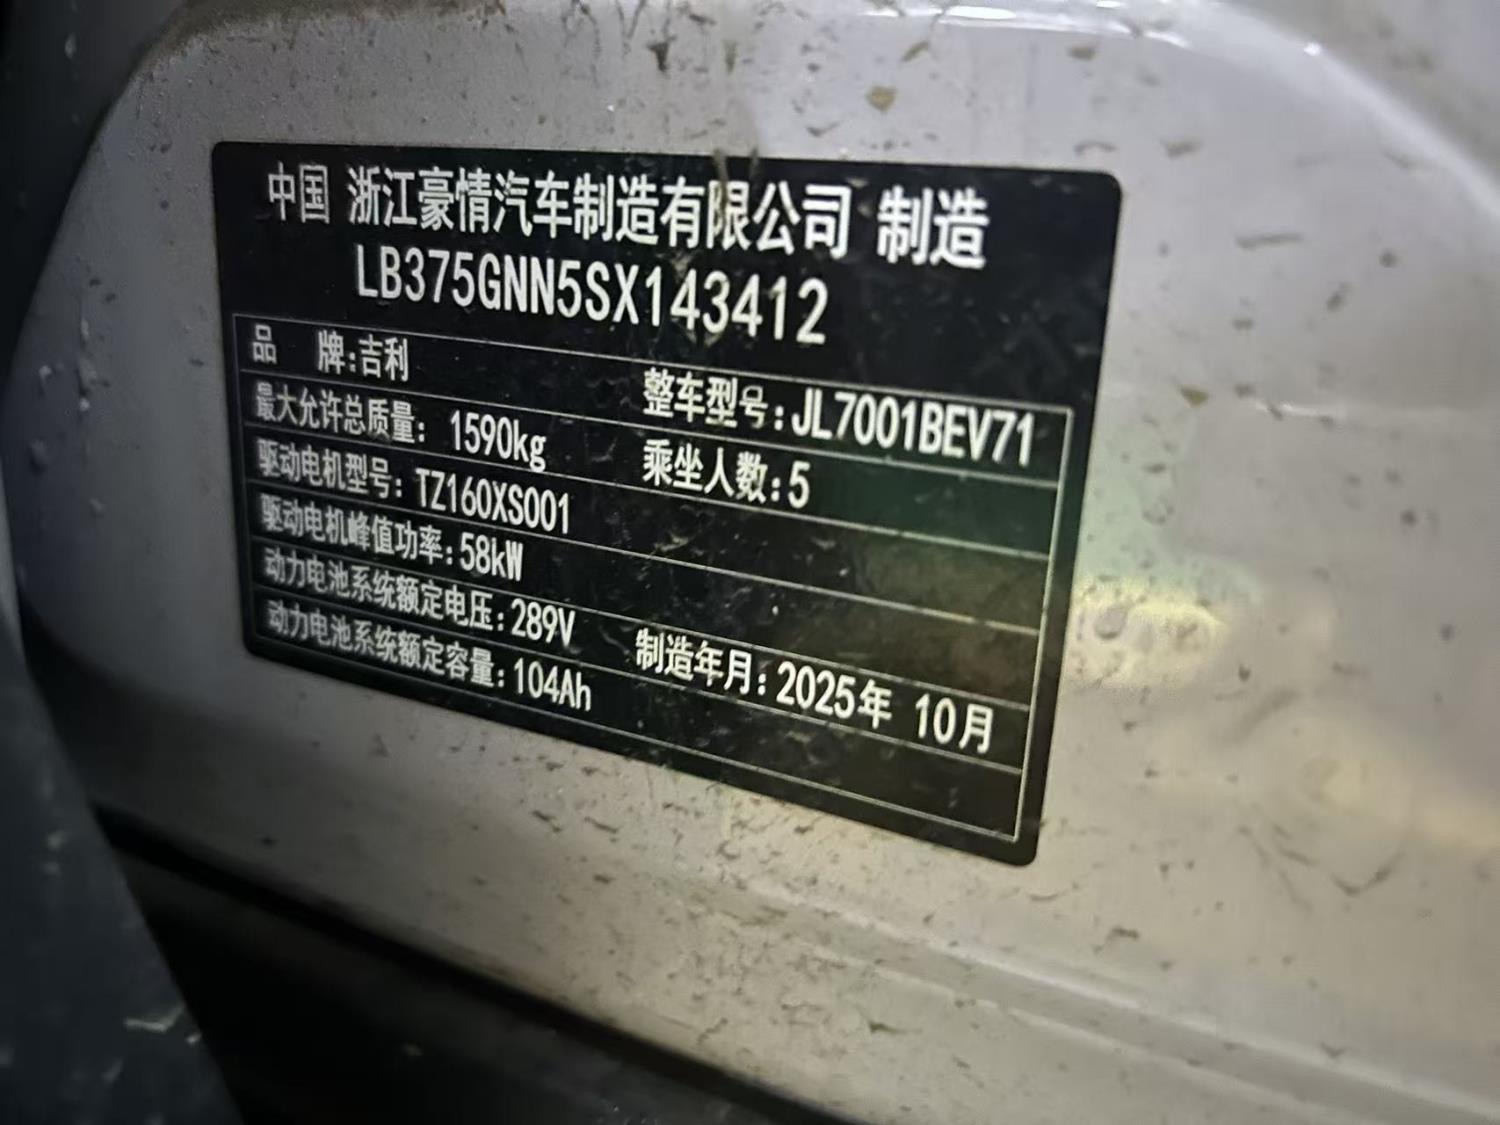 中国 浙江豪情汽车制造有限公司 制造
LB375GNN5SX143412
品 牌:吉利 整车型号:JL7001BEV71
最大允许总质量: 1590kg 乘坐人数:5
驱动电机型号: TZ160XS001
驱动电机峰值功率:58kW
动力电池系统额定电压:289V 制造年月:2025年 10月
动力电池系统额定容量:104Ah